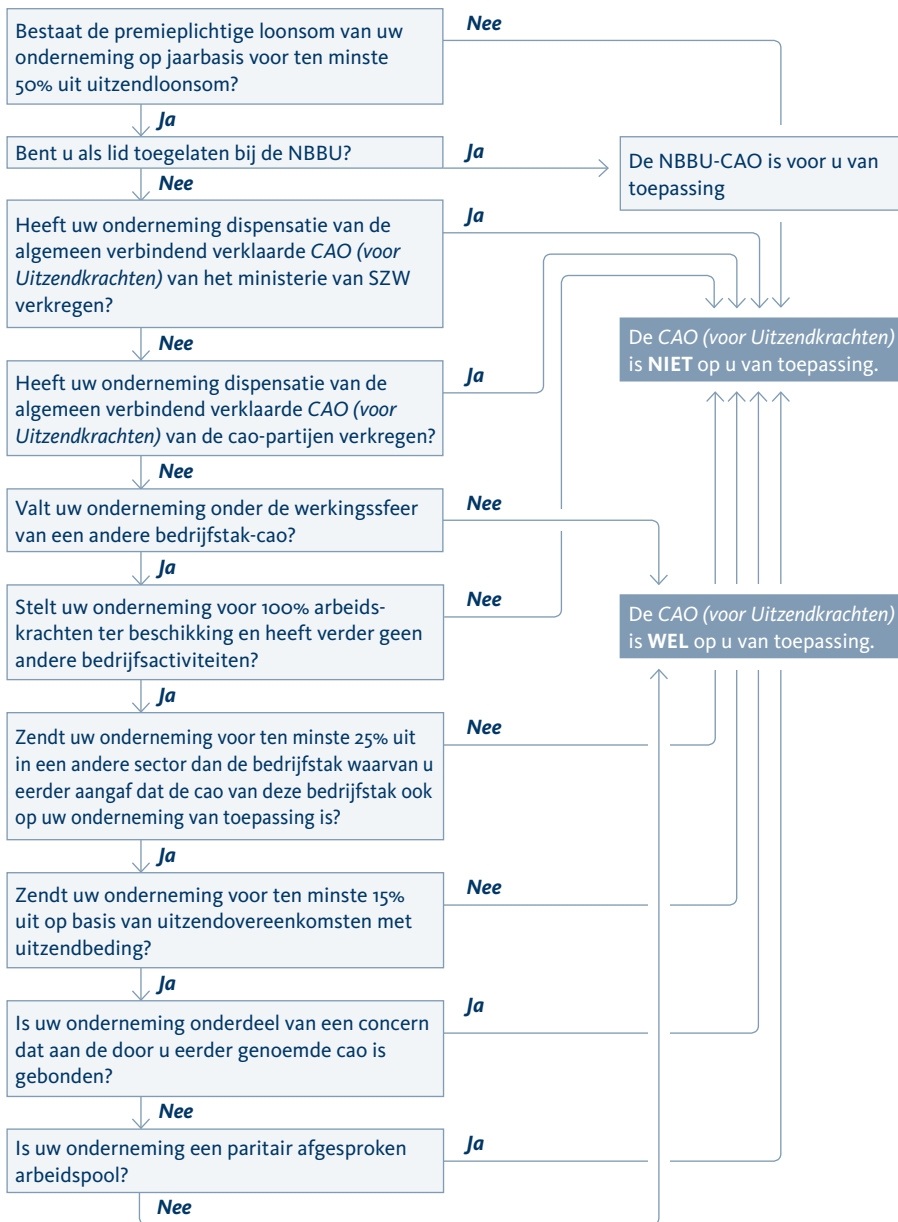 Bestaat de premieplichtige loonsom van uw
onderneming op jaarbasis voor ten minste
50% uit uitzendloonsom?
Nee
Ja
Bent u als lid toegelaten bij de NBBU?
Ja
De NBBU-CAO is voor u van
toepassing
Nee
Heeft uw onderneming dispensatie van de
algemeen verbindend verklaarde CAO (voor
Uitzendkrachten) van het ministerie van SZW
verkregen?
Ja
De CAO (voor Uitzendkrachten)
is NIET op u van toepassing.
Nee
Heeft uw onderneming dispensatie van de
algemeen verbindend verklaarde CAO (voor
Uitzendkrachten) van de cao-partijen verkregen?
Ja
Nee
Valt uw onderneming onder de werkingssfeer
van een andere bedrijfstak-cao?
Nee
Ja
Stelt uw onderneming voor 100% arbeids-
krachten ter beschikking en heeft verder geen
andere bedrijfsactiviteiten?
Nee
De CAO (voor Uitzendkrachten)
is WEL op u van toepassing.
Ja
Zendt uw onderneming voor ten minste 25% uit
in een andere sector dan de bedrijfstak waarvan u
eerder aangaf dat de cao van deze bedrijfstak ook
op uw onderneming van toepassing is?
Nee
Ja
Zendt uw onderneming voor ten minste 15%
uit op basis van uitzendovereenkomsten met
uitzendbeding?
Nee
Ja
Is uw onderneming onderdeel van een concern
dat aan de door u eerder genoemde cao is
gebonden?
Ja
Nee
Is uw onderneming een paritair afgesproken
arbeidspool?
Ja
Nee